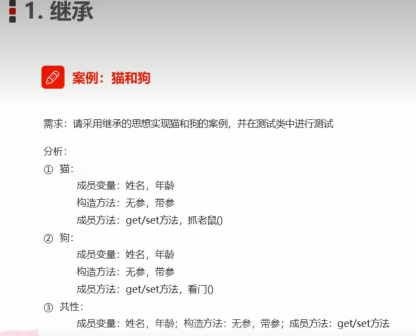 1. 继承
案例：猫和狗
需求：请采用继承的思想实现猫和狗的案例，并在测试类中进行测试
分析：
① 猫：
成员变量：姓名，年龄
构造方法：无参，带参
成员方法：get/set方法，抓老鼠()
② 狗：
成员变量：姓名，年龄
构造方法：无参，带参
成员方法：get/set方法，看门()
③ 共性：
成员变量：姓名，年龄；构造方法：无参，带参；成员方法：get/set方法